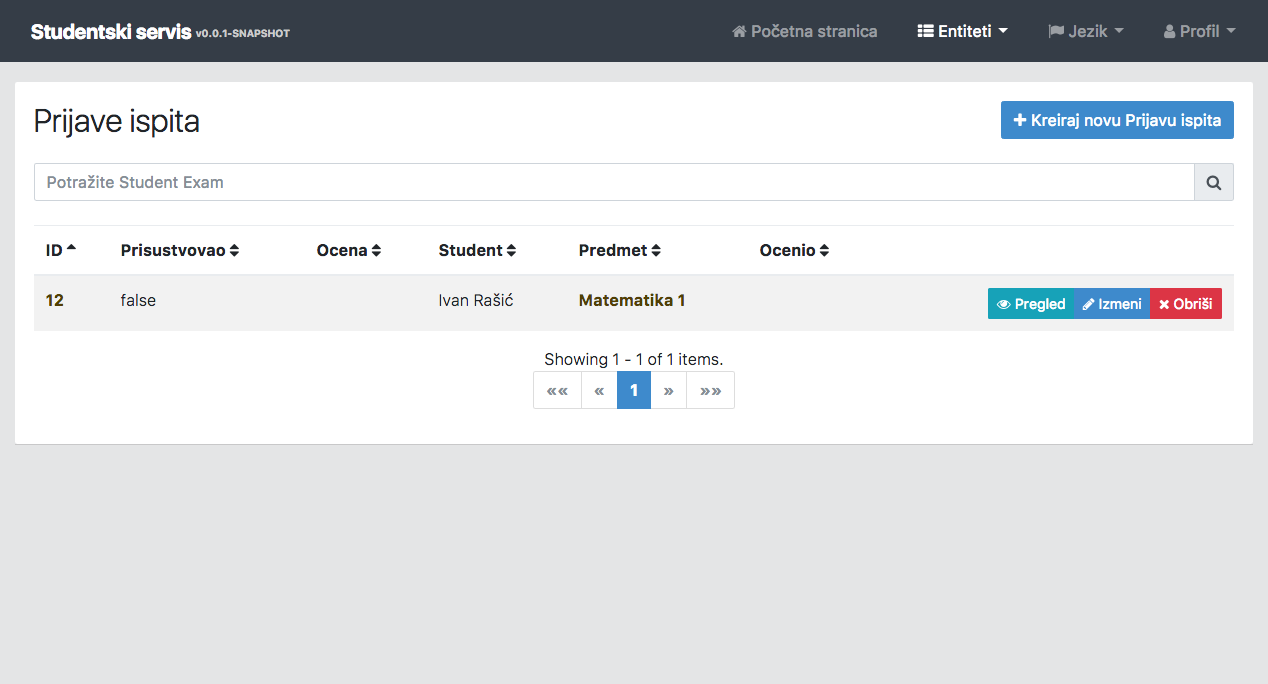 Studentski servis v0.0.1-SNAPSHOT Početna stranica Entiteti Jezik Profil
Prijave ispita Kreiraj novu Prijavu ispita
Potražite Student Exam
ID Prisustvovao Ocena Student Predmet Ocenio
12 false Ivan Rašić Matematika 1 Pregled Izmeni Obriši
Showing 1 - 1 of 1 items.
«« « 1 » »»